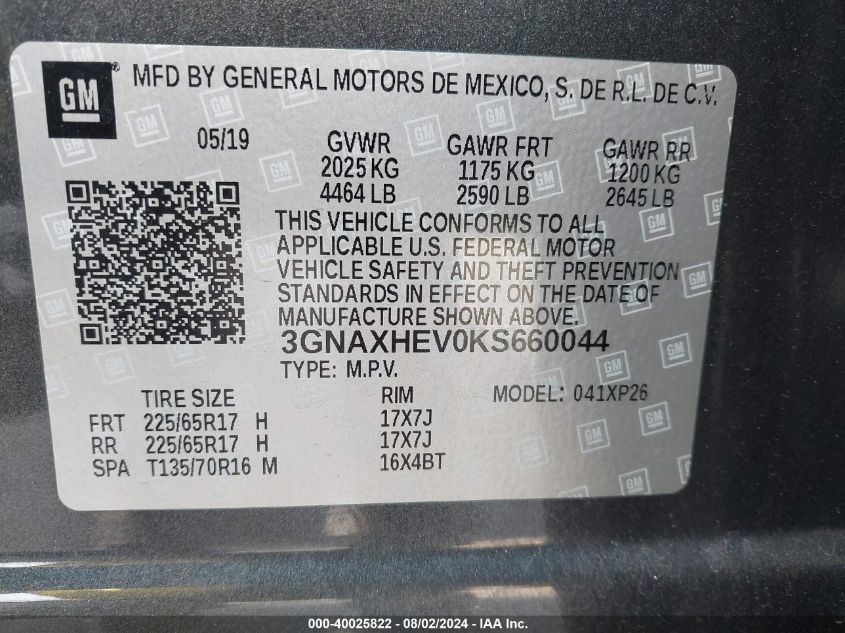 GM ® MFD BY GENERAL MOTORS DE MEXICO, S. DE R.L. DE C.V.
05/19 GVWR GAWR FRT GAWR RR
2025 KG 1175 KG 1200 KG
4464 LB 2590 LB 2645 LB
THIS VEHICLE CONFORMS TO ALL
APPLICABLE U.S. FEDERAL MOTOR
VEHICLE SAFETY AND THEFT PREVENTION
STANDARDS IN EFFECT ON THE DATE OF
MANUFACTURE SHOWN ABOVE.
3GNAXHEV0KS660044
TYPE: M.P.V.
TIRE SIZE RIM MODEL: 041XP26
FRT 225/65R17 H 17X7J
RR 225/65R17 H 17X7J
SPA T135/70R16 M 16X4BT
000-40025822 - 08/02/2024 - IAA Inc.